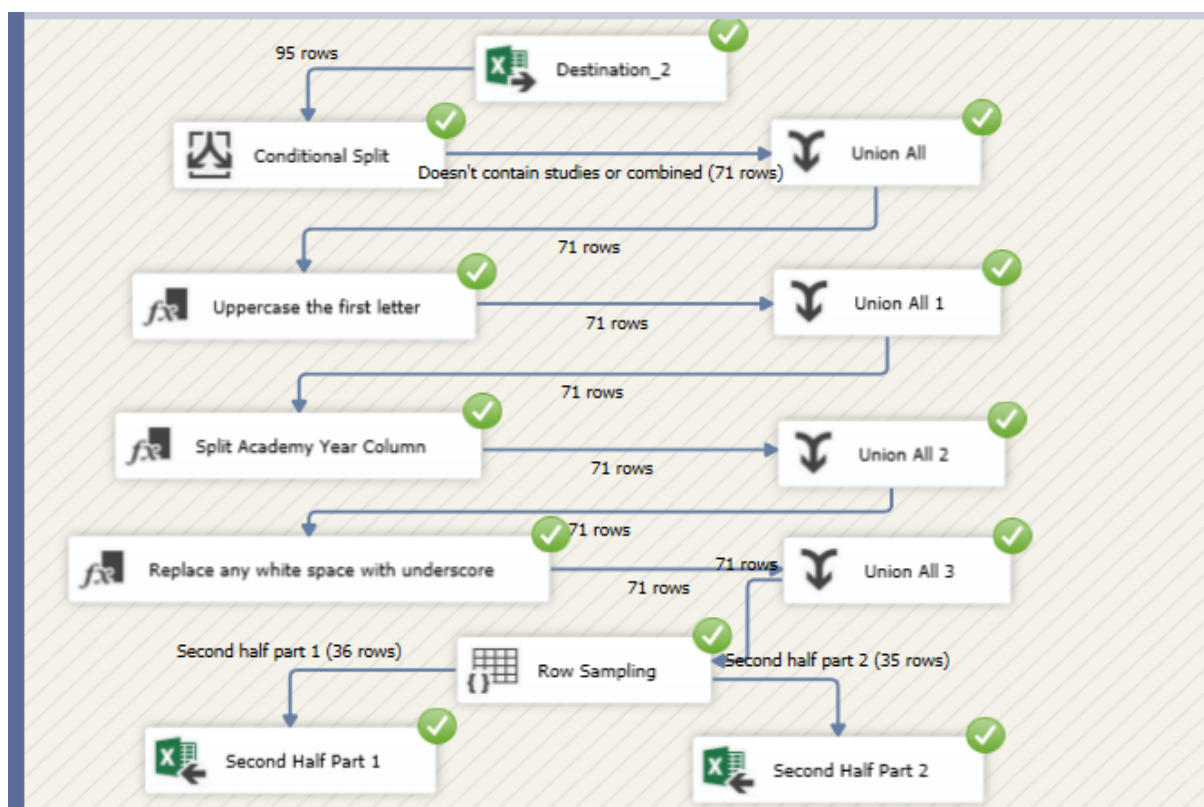 95 rows
Destination_2
Conditional Split
Union All
Doesn't contain studies or combined (71 rows)
71 rows
Uppercase the first letter
Union All 1
71 rows
71 rows
Split Academy Year Column
Union All 2
71 rows
71 rows
Replace any white space with underscore
71 rows
Union All 3
71 rows
Second half part 1 (36 rows)
Row Sampling
Second half part 2 (35 rows)
Second Half Part 1
Second Half Part 2